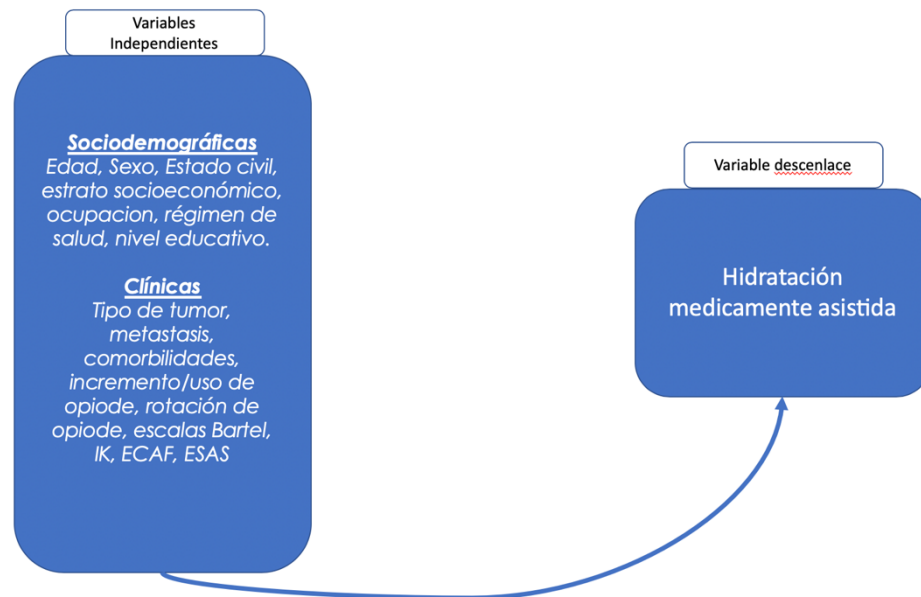 Variables
Independientes
Sociodemográficas
Edad, Sexo, Estado civil,
estrato socioeconómico,
ocupacion, régimen de
salud, nivel educativo.
Clínicas
Tipo de tumor,
metastasis,
comorbilidades,
incremento/uso de
opiode, rotación de
opiode, escalas Bartel,
IK, ECAF, ESAS
Variable descenlace
Hidratación
medicamente asistida